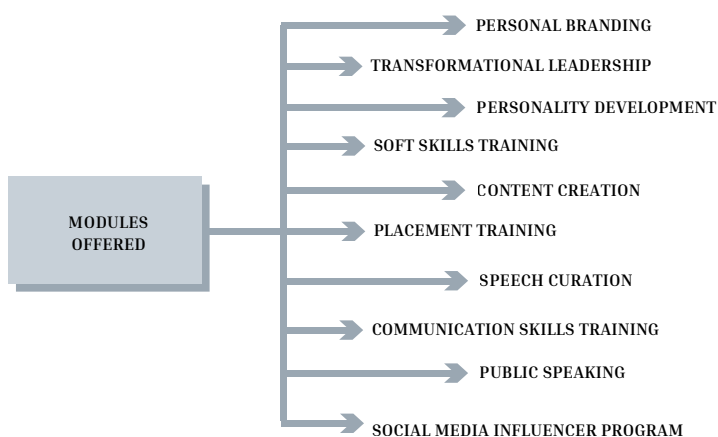 PERSONAL BRANDING
TRANSFORMATIONAL LEADERSHIP
PERSONALITY DEVELOPMENT
SOFT SKILLS TRAINING
CONTENT CREATION
MODULES
OFFERED
PLACEMENT TRAINING
SPEECH CURATION
COMMUNICATION SKILLS TRAINING
PUBLIC SPEAKING
SOCIAL MEDIA INFLUENCER PROGRAM